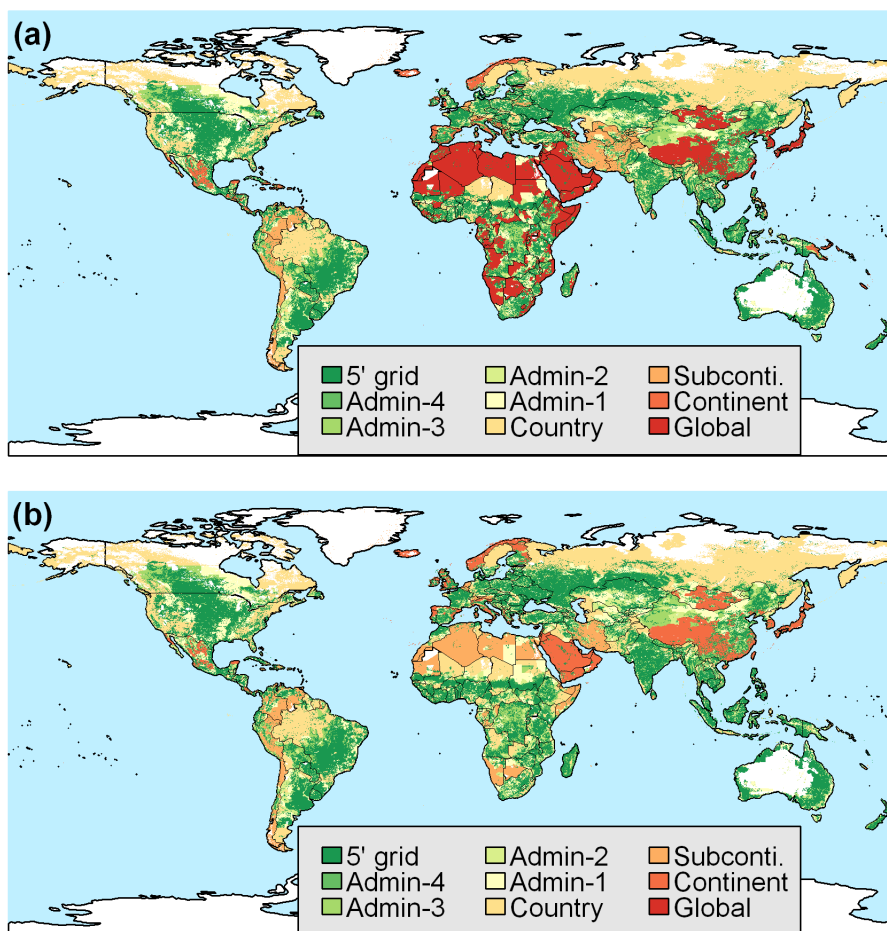 (a)
5' grid Admin-2 Subconti.
Admin-4 Admin-1 Continent
Admin-3 Country Global
(b)
5' grid Admin-2 Subconti.
Admin-4 Admin-1 Continent
Admin-3 Country Global